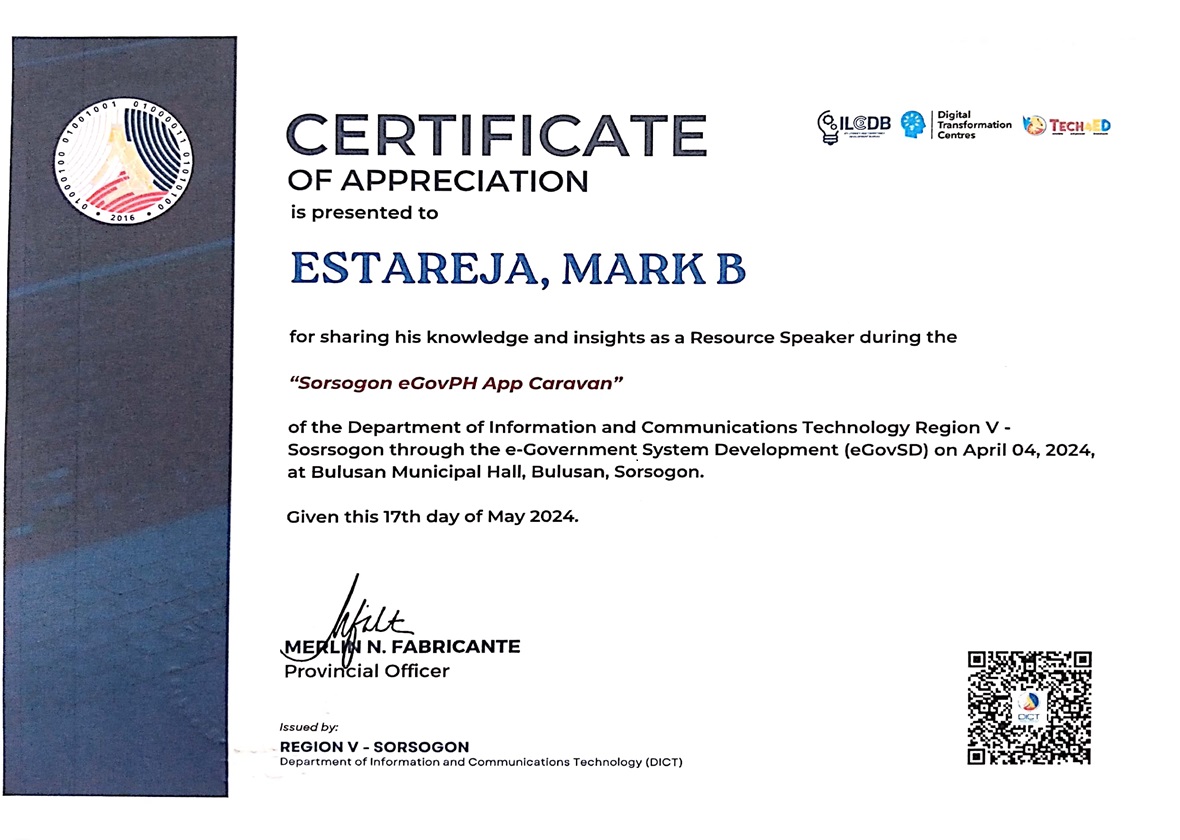 01000100 01001001 01000011 01010100 010
• 2016 •
CERTIFICATE
OF APPRECIATION
is presented to
ILCDB
Digital
Transformation
Centres
TECH4ED
ESTAREJA, MARK B
for sharing his knowledge and insights as a Resource Speaker during the
“Sorsogon eGovPH App Caravan”
of the Department of Information and Communications Technology Region V -
Sosrsogon through the e-Government System Development (eGovSD) on April 04, 2024,
at Bulusan Municipal Hall, Bulusan, Sorsogon.
Given this 17th day of May 2024.
MERLIN N. FABRICANTE
Provincial Officer
Issued by:
REGION V - SORSOGON
Department of Information and Communications Technology (DICT)
DICT